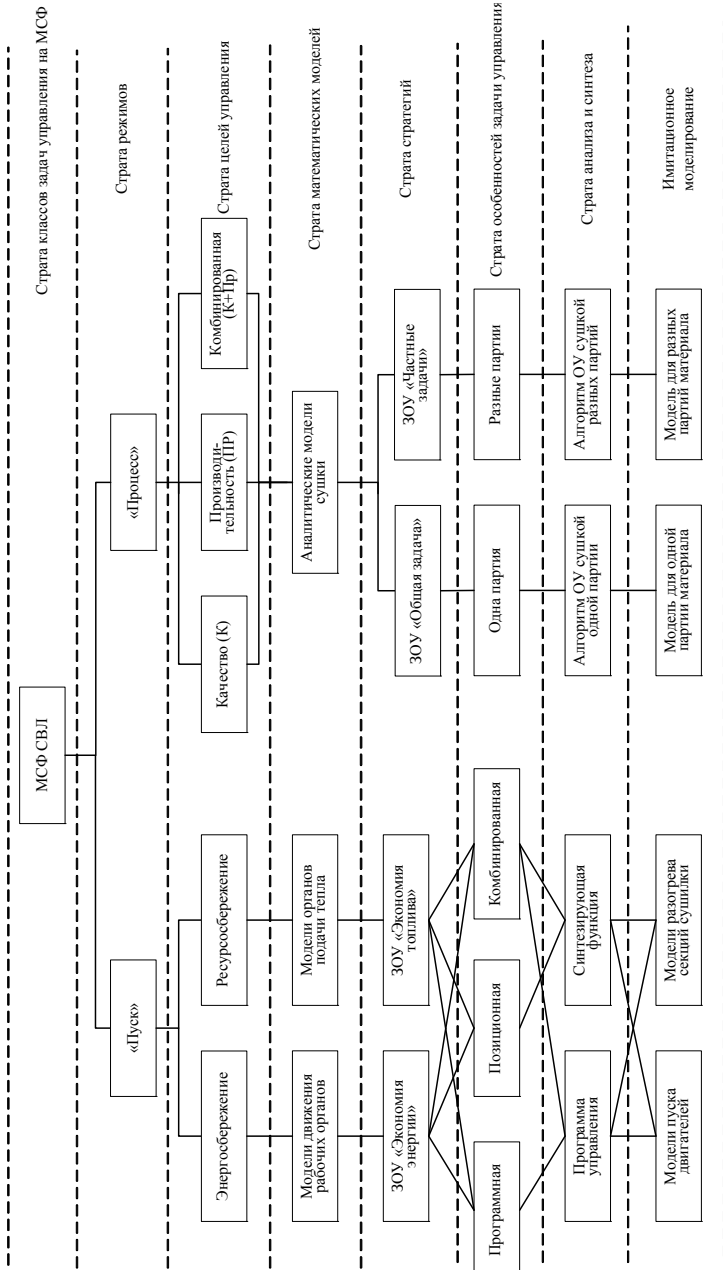 МСФ СВЛ
Страта классов задач управления на МСФ
«Пуск»
«Процесс»
Страта режимов
Энергосбережение
Ресурсосбережение
Качество (К)
Производи-
тельность (ПР)
Комбинированная
(К+Пр)
Страта целей управления
Модели движения
рабочих органов
Модели органов
подачи тепла
Аналитические модели
сушки
Страта математических моделей
ЗОУ «Экономия
энергии»
ЗОУ «Экономия
топлива»
ЗОУ «Общая задача»
ЗОУ «Частные
задачи»
Страта стратегий
Программная
Позиционная
Комбинированная
Одна партия
Разные партии
Страта особенностей задачи управления
Программа
управления
Синтезирующая
функция
Алгоритм ОУ сушкой
одной партии
Алгоритм ОУ сушкой
разных партий
Страта анализа и синтеза
Модели пуска
двигателей
Модели разогрева
секций сушилки
Модель для одной
партии материала
Модель для разных
партий материала
Имитационное
моделирование